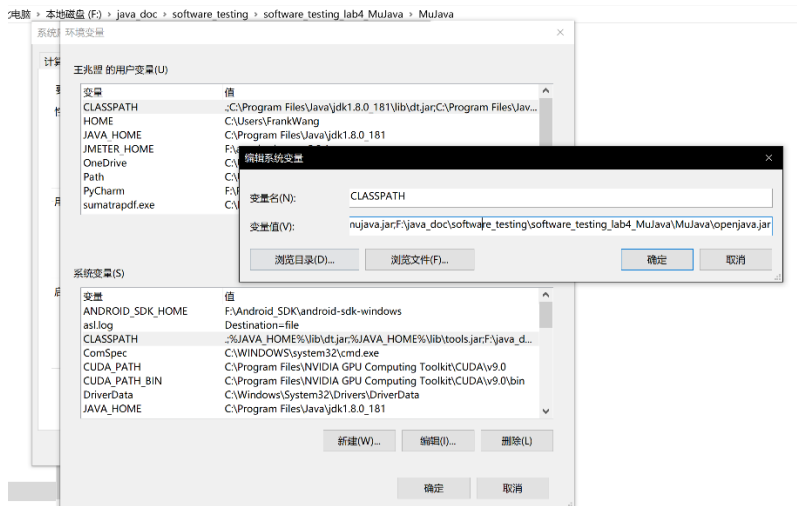 电脑 › 本地磁盘 (F:) › java_doc › software_testing › software_testing_lab4_MuJava › MuJava
环境变量
王兆曌 的用户变量(U)
变量 值
CLASSPATH .;C:\Program Files\Java\jdk1.8.0_181\lib\dt.jar;C:\Program Files\Jav...
HOME C:\Users\FrankWang
JAVA_HOME C:\Program Files\Java\jdk1.8.0_181
JMETER_HOME
OneDrive
Path
PyCharm
sumatrapdf.exe
编辑系统变量
变量名(N): CLASSPATH
变量值(V): nujava.jar;F:\java_doc\software_testing\software_testing_lab4_MuJava\MuJava\openjava.jar
浏览目录(D)... 浏览文件(F)... 确定 取消
系统变量(S)
变量 值
ANDROID_SDK_HOME F:\Android_SDK\android-sdk-windows
asl.log Destination=file
CLASSPATH .;%JAVA_HOME%\lib\dt.jar;%JAVA_HOME%\lib\tools.jar;F:\java_d...
ComSpec C:\WINDOWS\system32\cmd.exe
CUDA_PATH C:\Program Files\NVIDIA GPU Computing Toolkit\CUDA\v9.0
CUDA_PATH_BIN C:\Program Files\NVIDIA GPU Computing Toolkit\CUDA\v9.0\bin
DriverData C:\Windows\System32\Drivers\DriverData
JAVA_HOME C:\Program Files\Java\jdk1.8.0_181
新建(W)... 编辑(I)... 删除(L)
确定 取消